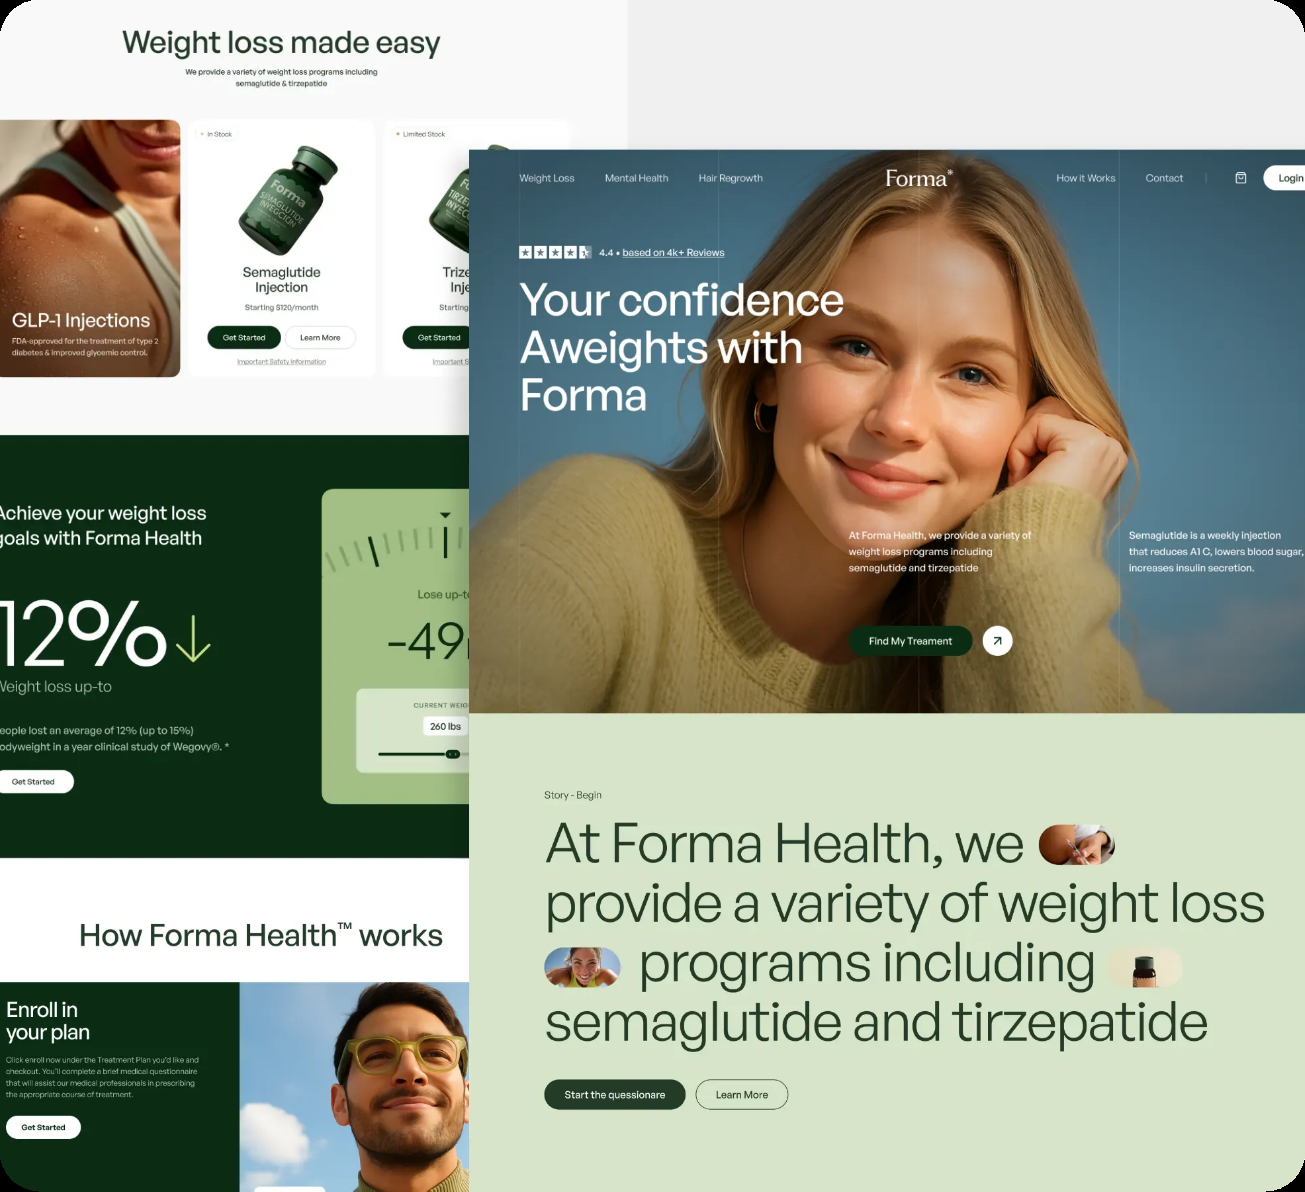 Weight loss made easy
We provide a variety of weight loss programs including
semaglutide & tirzepatide
GLP-1 Injections
FDA-approved for the treatment of type 2
diabetes & improved glycemic control.
In Stock
Forma
Semaglutide
Injection
Starting $120/month
Get Started
Learn More
Important Safety Information
Limited Stock
Trize
Inje
Starting
Get Started
Important S
Achieve your weight loss
goals with Forma Health
12%
Weight loss up-to
eople lost an average of 12% (up to 15%)
odyweight in a year clinical study of Wegovy®. *
Get Started
Lose up-t
-49
CURRENT WEIG
260 lbs
How Forma Health™ works
Enroll in
your plan
Click enroll now under the Treatment Plan you'd like and
checkout. You'll complete a brief medical questionnaire
that will assist our medical professionals in prescribing
the appropriate course of treatment.
Get Started
Weight Loss
Mental Health
Hair Regrowth
Forma*
How it Works
Contact
Login
4.4 • based on 4k+ Reviews
Your confidence
Aweights with
Forma
At Forma Health, we provide a variety of
weight loss programs including
semaglutide and tirzepatide
Semaglutide is a weekly injection
that reduces A1 C, lowers blood sugar,
increases insulin secretion.
Find My Treament
Story - Begin
At Forma Health, we
provide a variety of weight loss
programs including
semaglutide and tirzepatide
Start the quessionare
Learn More